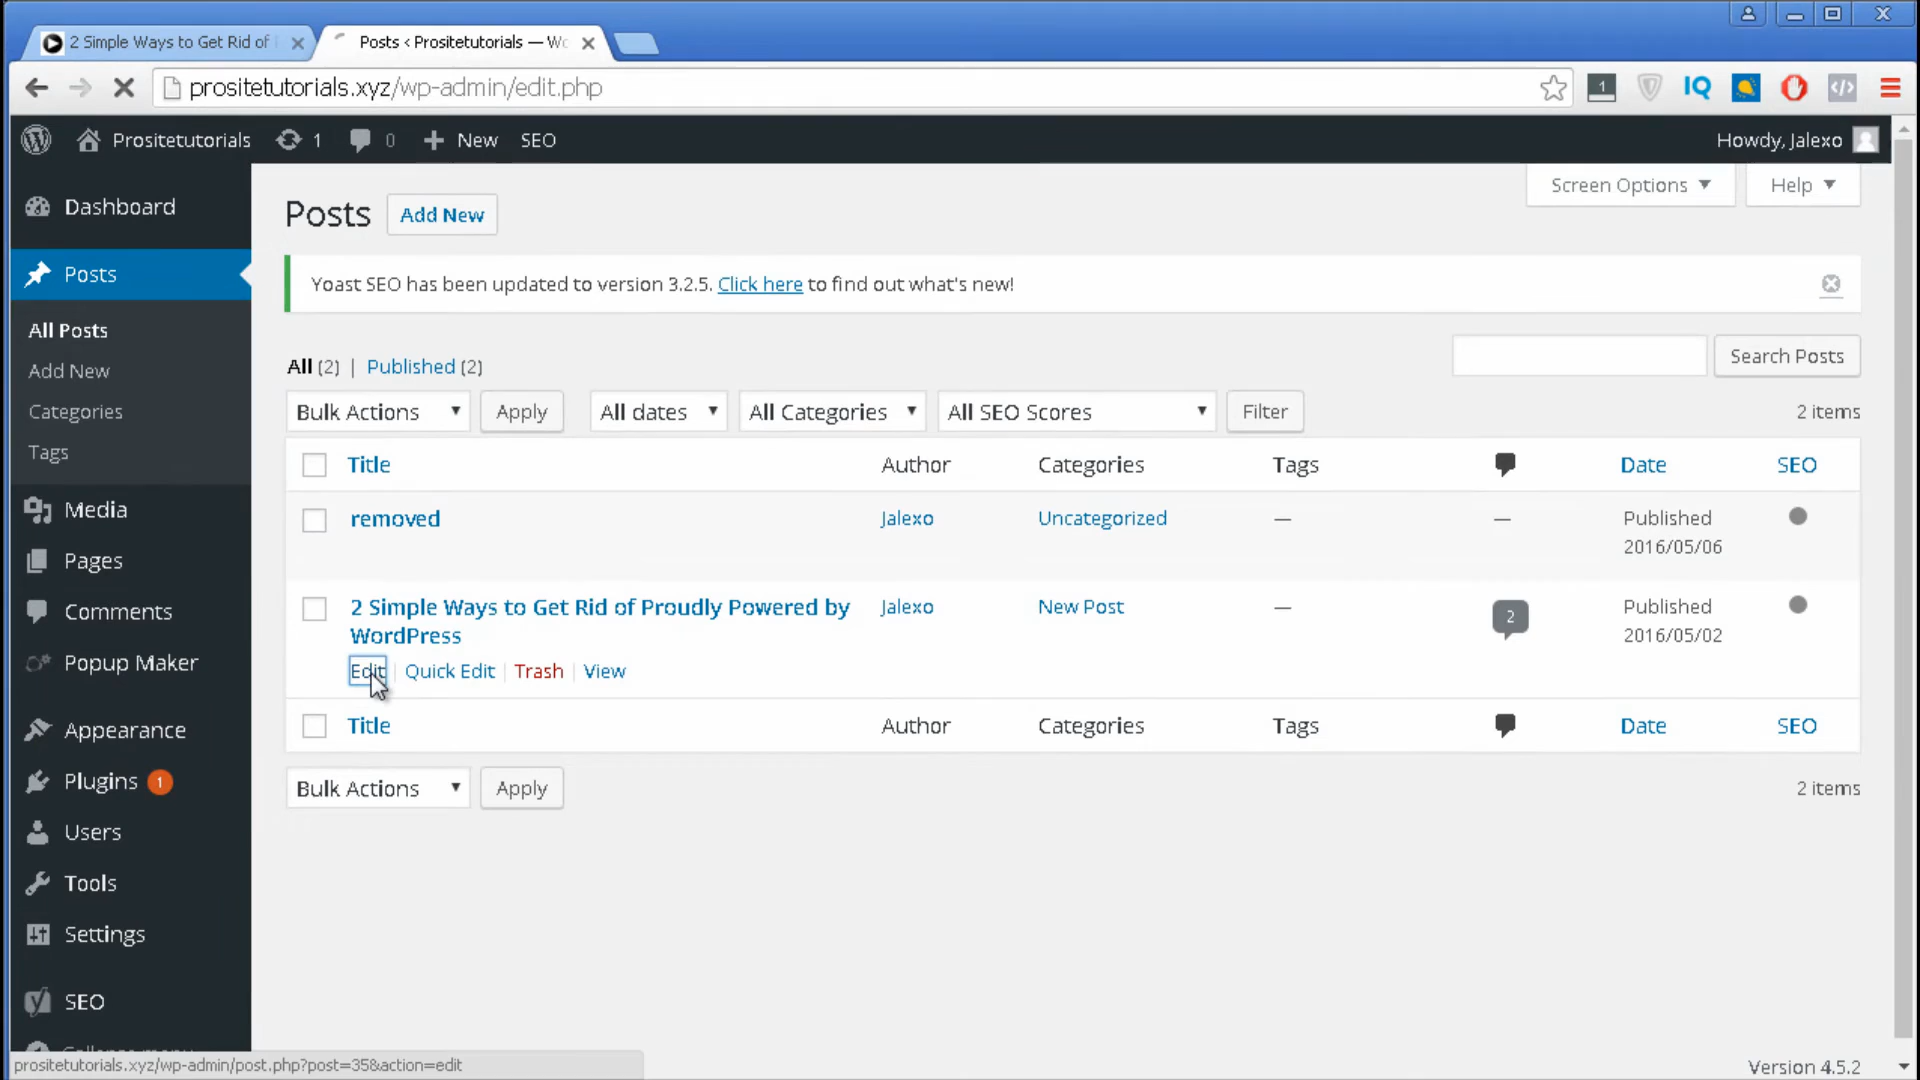 2 Simple Ways to Get Rid of
Posts ‹ Prositetutorials — Wo
prositetutorials.xyz/wp-admin/edit.php
1
IQ
Prositetutorials
1
0
New
SEO
Howdy, Jalexo
Dashboard
Posts
All Posts
Add New
Categories
Tags
Media
Pages
Comments
Popup Maker
Appearance
Plugins 1
Users
Tools
Settings
SEO
Screen Options
Help
Posts
Add New
Yoast SEO has been updated to version 3.2.5. Click here to find out what's new!
All (2) | Published (2)
Search Posts
Bulk Actions
Apply
All dates
All Categories
All SEO Scores
Filter
2 items
Title
Author
Categories
Tags
Date
SEO
removed
Jalexo
Uncategorized
—
—
Published
2016/05/06
2 Simple Ways to Get Rid of Proudly Powered by
WordPress
Edit | Quick Edit | Trash | View
Jalexo
New Post
—
2
Published
2016/05/02
Title
Author
Categories
Tags
Date
SEO
Bulk Actions
Apply
2 items
prositetutorials.xyz/wp-admin/post.php?post=35&action=edit
Version 4.5.2